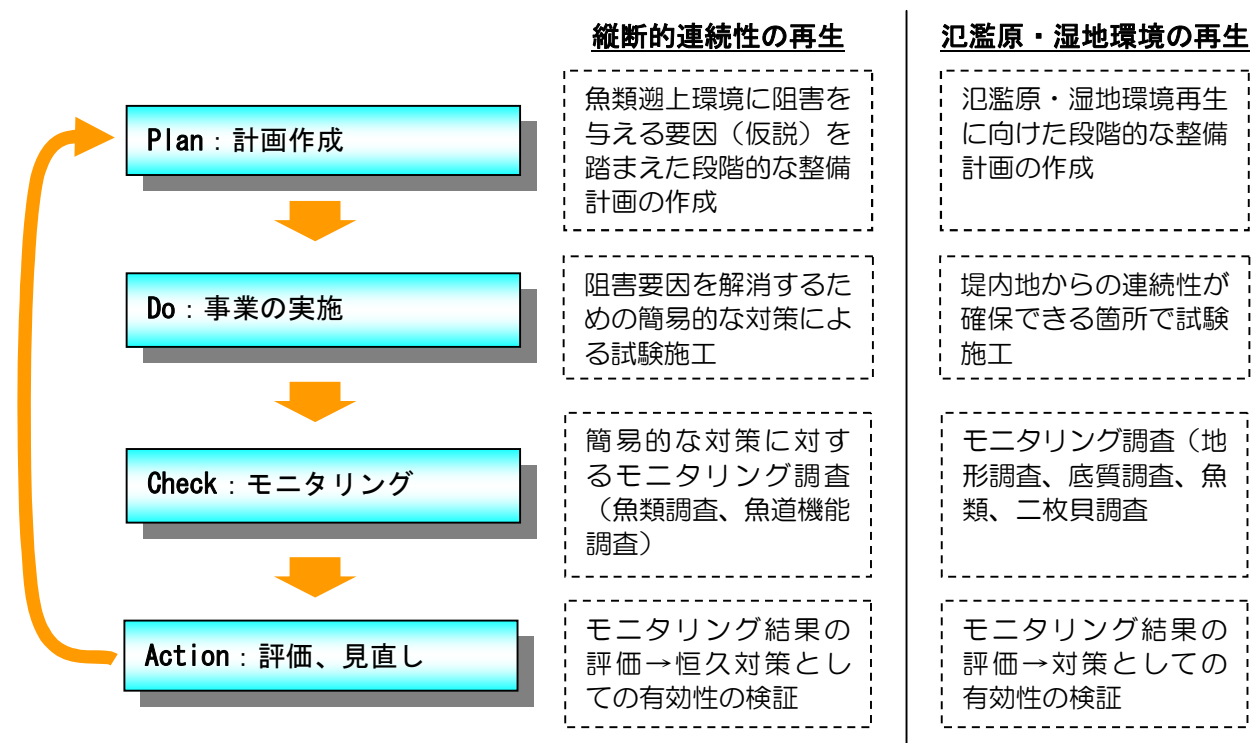 縦断的連続性の再生
氾濫原・湿地環境の再生
Plan：計画作成
魚類遡上環境に阻害を
与える要因（仮説）を
踏まえた段階的な整備
計画の作成
氾濫原・湿地環境再生
に向けた段階的な整備
計画の作成
Do：事業の実施
阻害要因を解消するた
めの簡易的な対策によ
る試験施工
堤内地からの連続性が
確保できる箇所で試験
施工
Check：モニタリング
簡易的な対策に対す
るモニタリング調査
（魚類調査、魚道機能
調査）
モニタリング調査（地
形調査、底質調査、魚
類、二枚貝調査
Action：評価、見直し
モニタリング結果の
評価→恒久対策とし
ての有効性の検証
モニタリング結果の
評価→対策としての
有効性の検証